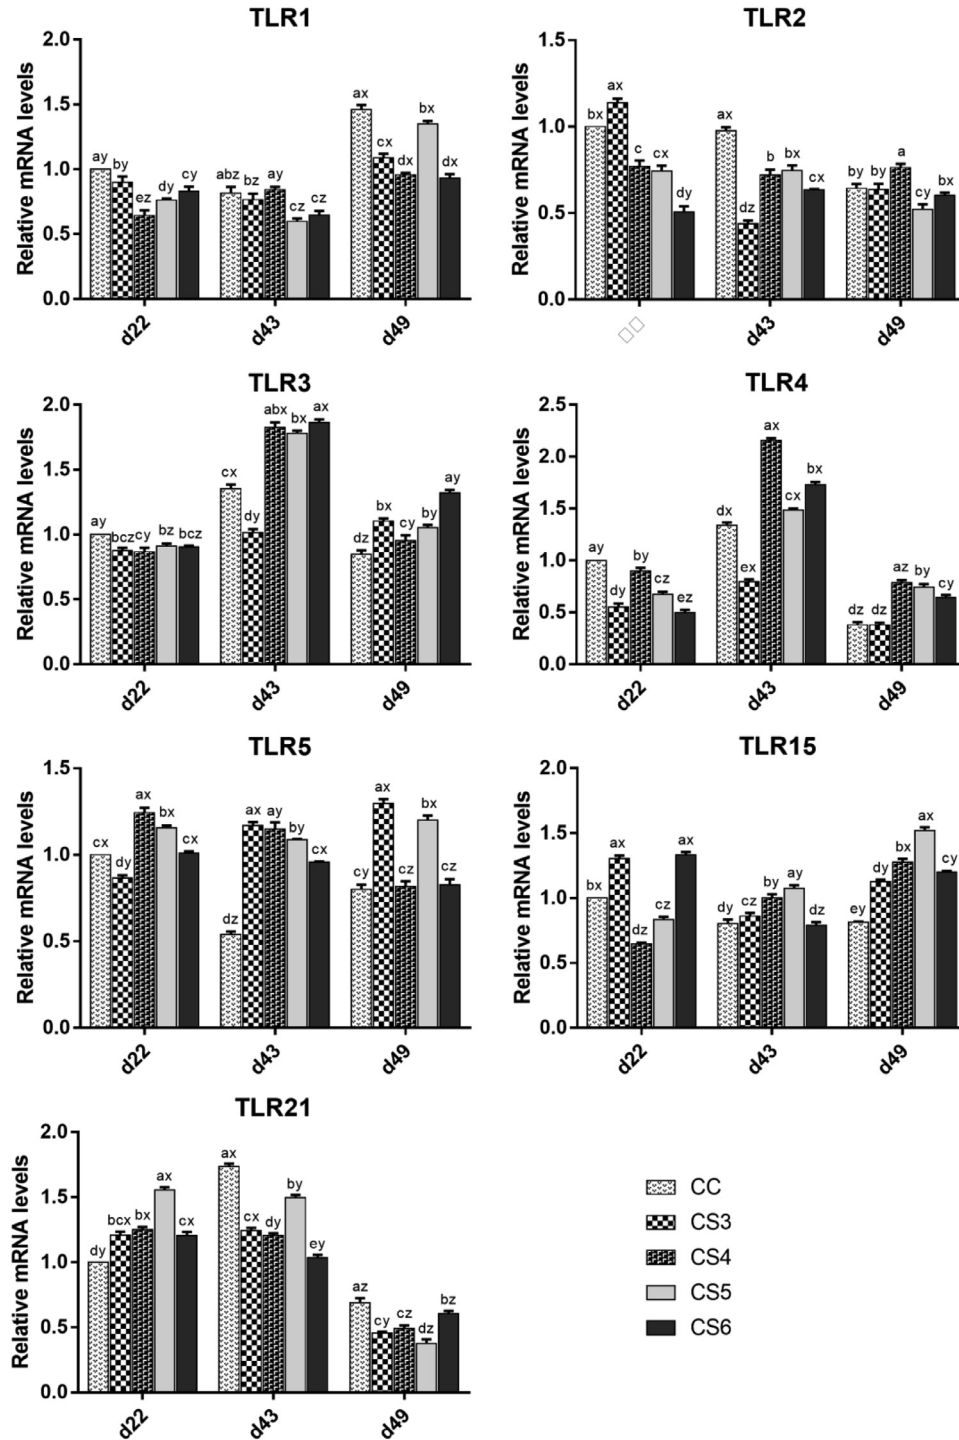 TLR1
Relative mRNA levels
2.0
1.5
1.0
0.5
0.0
ay by ez dy cy
abz bz ay cz cz
ax cx dx bx dx
d22 d43 d49
TLR2
Relative mRNA levels
1.5
1.0
0.5
0.0
bx ax c cx dy
ax dz b bx cx
by by a cy bx
d43 d49
TLR3
Relative mRNA levels
2.0
1.5
1.0
0.5
0.0
ay bcz cy bz bcz
cx dy abx bx ax
dz bx cy by ay
d22 d43 d49
TLR4
Relative mRNA levels
2.5
2.0
1.5
1.0
0.5
0.0
ay dy by cz ez
dx ex ax cx bx
dz dz az by cy
d22 d43 d49
TLR5
Relative mRNA levels
1.5
1.0
0.5
0.0
cx dy ax bx cx
dz ax ay by cx
cy ax cz bx cz
d22 d43 d49
TLR15
Relative mRNA levels
2.0
1.5
1.0
0.5
0.0
bx ax dz cz ax
dy cz by ay dz
ey dy bx ax cy
d22 d43 d49
TLR21
Relative mRNA levels
2.0
1.5
1.0
0.5
0.0
dy bcx bx ax cx
ax cx dy by ey
az cy cz dz bz
d22 d43 d49
CC
CS3
CS4
CS5
CS6